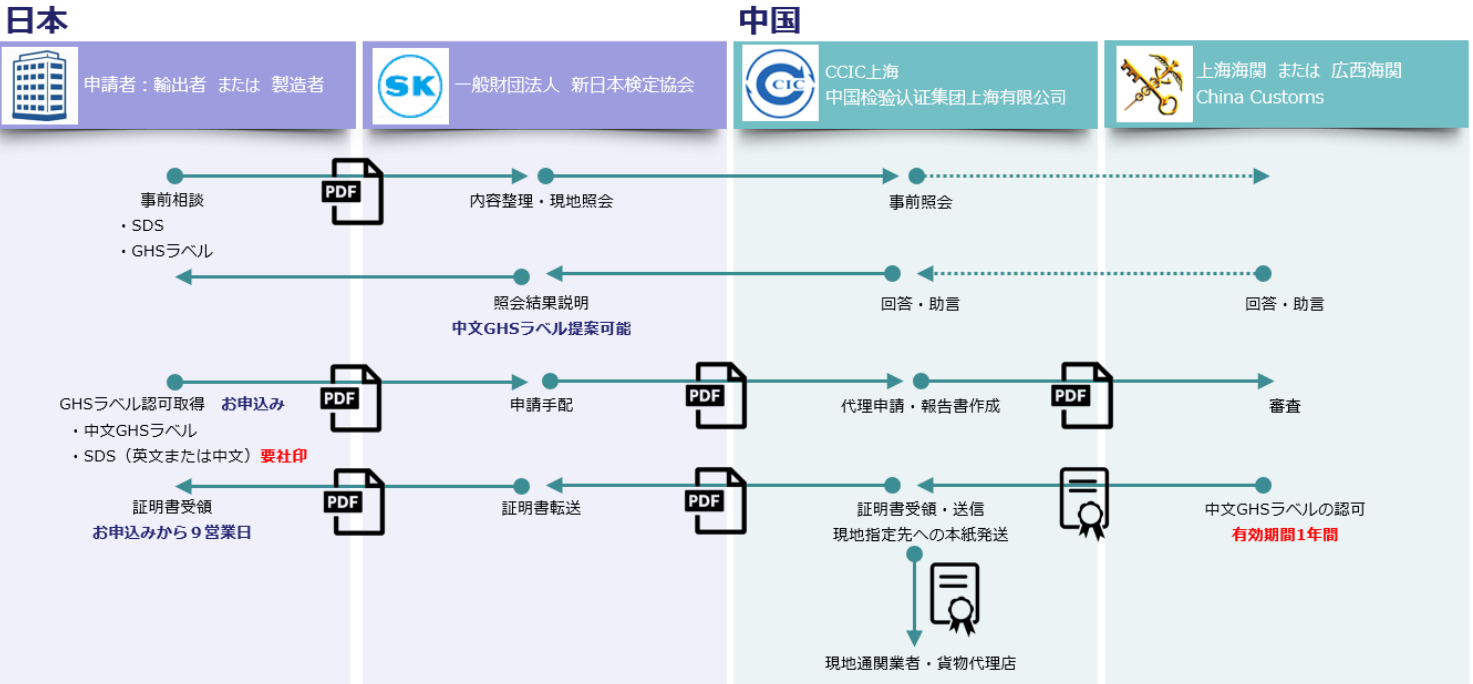 日本
中国
申請者：輸出者 または 製造者
SK
一般財団法人 新日本検定協会
CCIC
CCIC上海
中国检验认证集团上海有限公司
上海海関 または 広西海関
China Customs
PDF
事前相談
・SDS
・GHSラベル
内容整理・現地照会
事前照会
照会結果説明
中文GHSラベル提案可能
回答・助言
回答・助言
PDF
PDF
PDF
GHSラベル認可取得 お申込み
・中文GHSラベル
・SDS（英文または中文）要社印
申請手配
代理申請・報告書作成
審査
PDF
PDF
証明書受領
お申込みから９営業日
証明書転送
証明書受領・送信
現地指定先への本紙発送
中文GHSラベルの認可
有効期間1年間
現地通関業者・貨物代理店